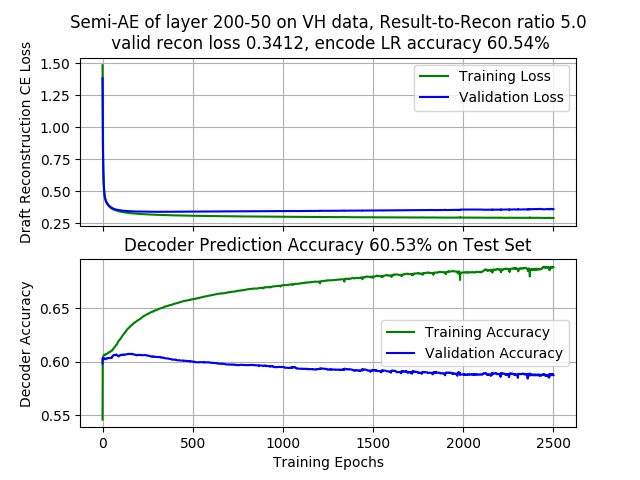 Semi-AE of layer 200-50 on VH data, Result-to-Recon ratio 5.0
valid recon loss 0.3412, encode LR accuracy 60.54%
Draft Reconstruction CE Loss
1.50
1.25
1.00
0.75
0.50
0.25
Training Loss
Validation Loss
Decoder Prediction Accuracy 60.53% on Test Set
Decoder Accuracy
0.65
0.60
0.55
Training Accuracy
Validation Accuracy
0 500 1000 1500 2000 2500
Training Epochs